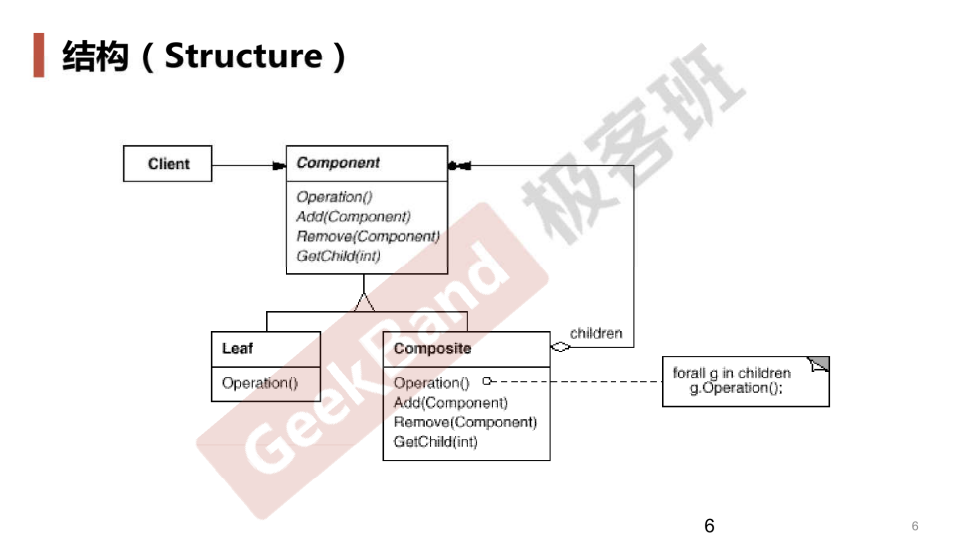 结构（Structure）
Client
Component
Operation()
Add(Component)
Remove(Component)
GetChild(int)
Leaf
Operation()
Composite
Operation()
Add(Component)
Remove(Component)
GetChild(int)
children
forall g in children
g.Operation();
GeekBand 极客班
6
6